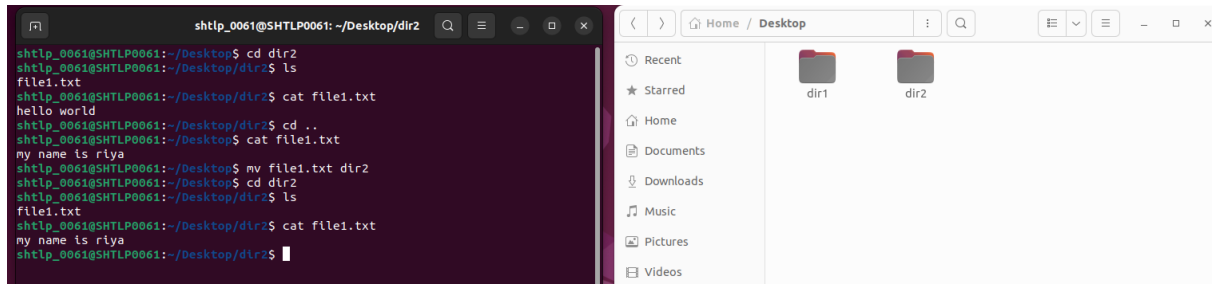 shtlp_0061@SHTLP0061: ~/Desktop/dir2
shtlp_0061@SHTLP0061:~/Desktop$ cd dir2
shtlp_0061@SHTLP0061:~/Desktop/dir2$ ls
file1.txt
shtlp_0061@SHTLP0061:~/Desktop/dir2$ cat file1.txt
hello world
shtlp_0061@SHTLP0061:~/Desktop/dir2$ cd ..
shtlp_0061@SHTLP0061:~/Desktop$ cat file1.txt
my name is riya
shtlp_0061@SHTLP0061:~/Desktop$ mv file1.txt dir2
shtlp_0061@SHTLP0061:~/Desktop$ cd dir2
shtlp_0061@SHTLP0061:~/Desktop/dir2$ ls
file1.txt
shtlp_0061@SHTLP0061:~/Desktop/dir2$ cat file1.txt
my name is riya
shtlp_0061@SHTLP0061:~/Desktop/dir2$
Home / Desktop
Recent
Starred
Home
Documents
Downloads
Music
Pictures
Videos
dir1 dir2